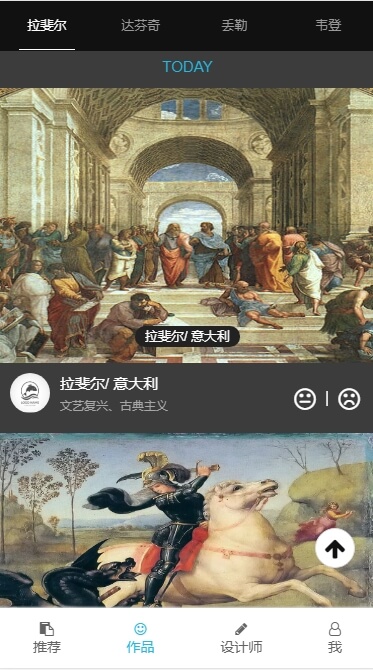 拉斐尔 达芬奇 丢勒 韦登
TODAY
拉斐尔/ 意大利
拉斐尔/ 意大利
文艺复兴、古典主义
推荐 作品 设计师 我